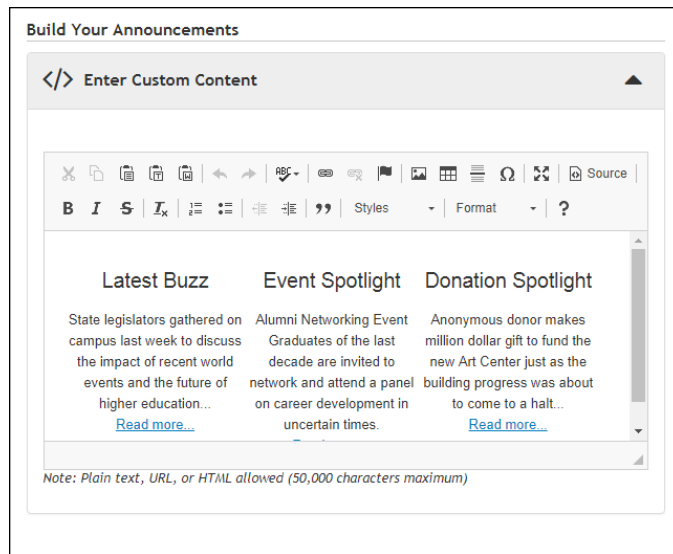 Build Your Announcements
</> Enter Custom Content
ABC
Ω
Source
B I S Ix
Styles
Format
?
Latest Buzz
State legislators gathered on
campus last week to discuss
the impact of recent world
events and the future of
higher education...
Read more...
Event Spotlight
Alumni Networking Event
Graduates of the last
decade are invited to
network and attend a panel
on career development in
uncertain times.
Donation Spotlight
Anonymous donor makes
million dollar gift to fund the
new Art Center just as the
building progress was about
to come to a halt...
Read more...
Note: Plain text, URL, or HTML allowed (50,000 characters maximum)